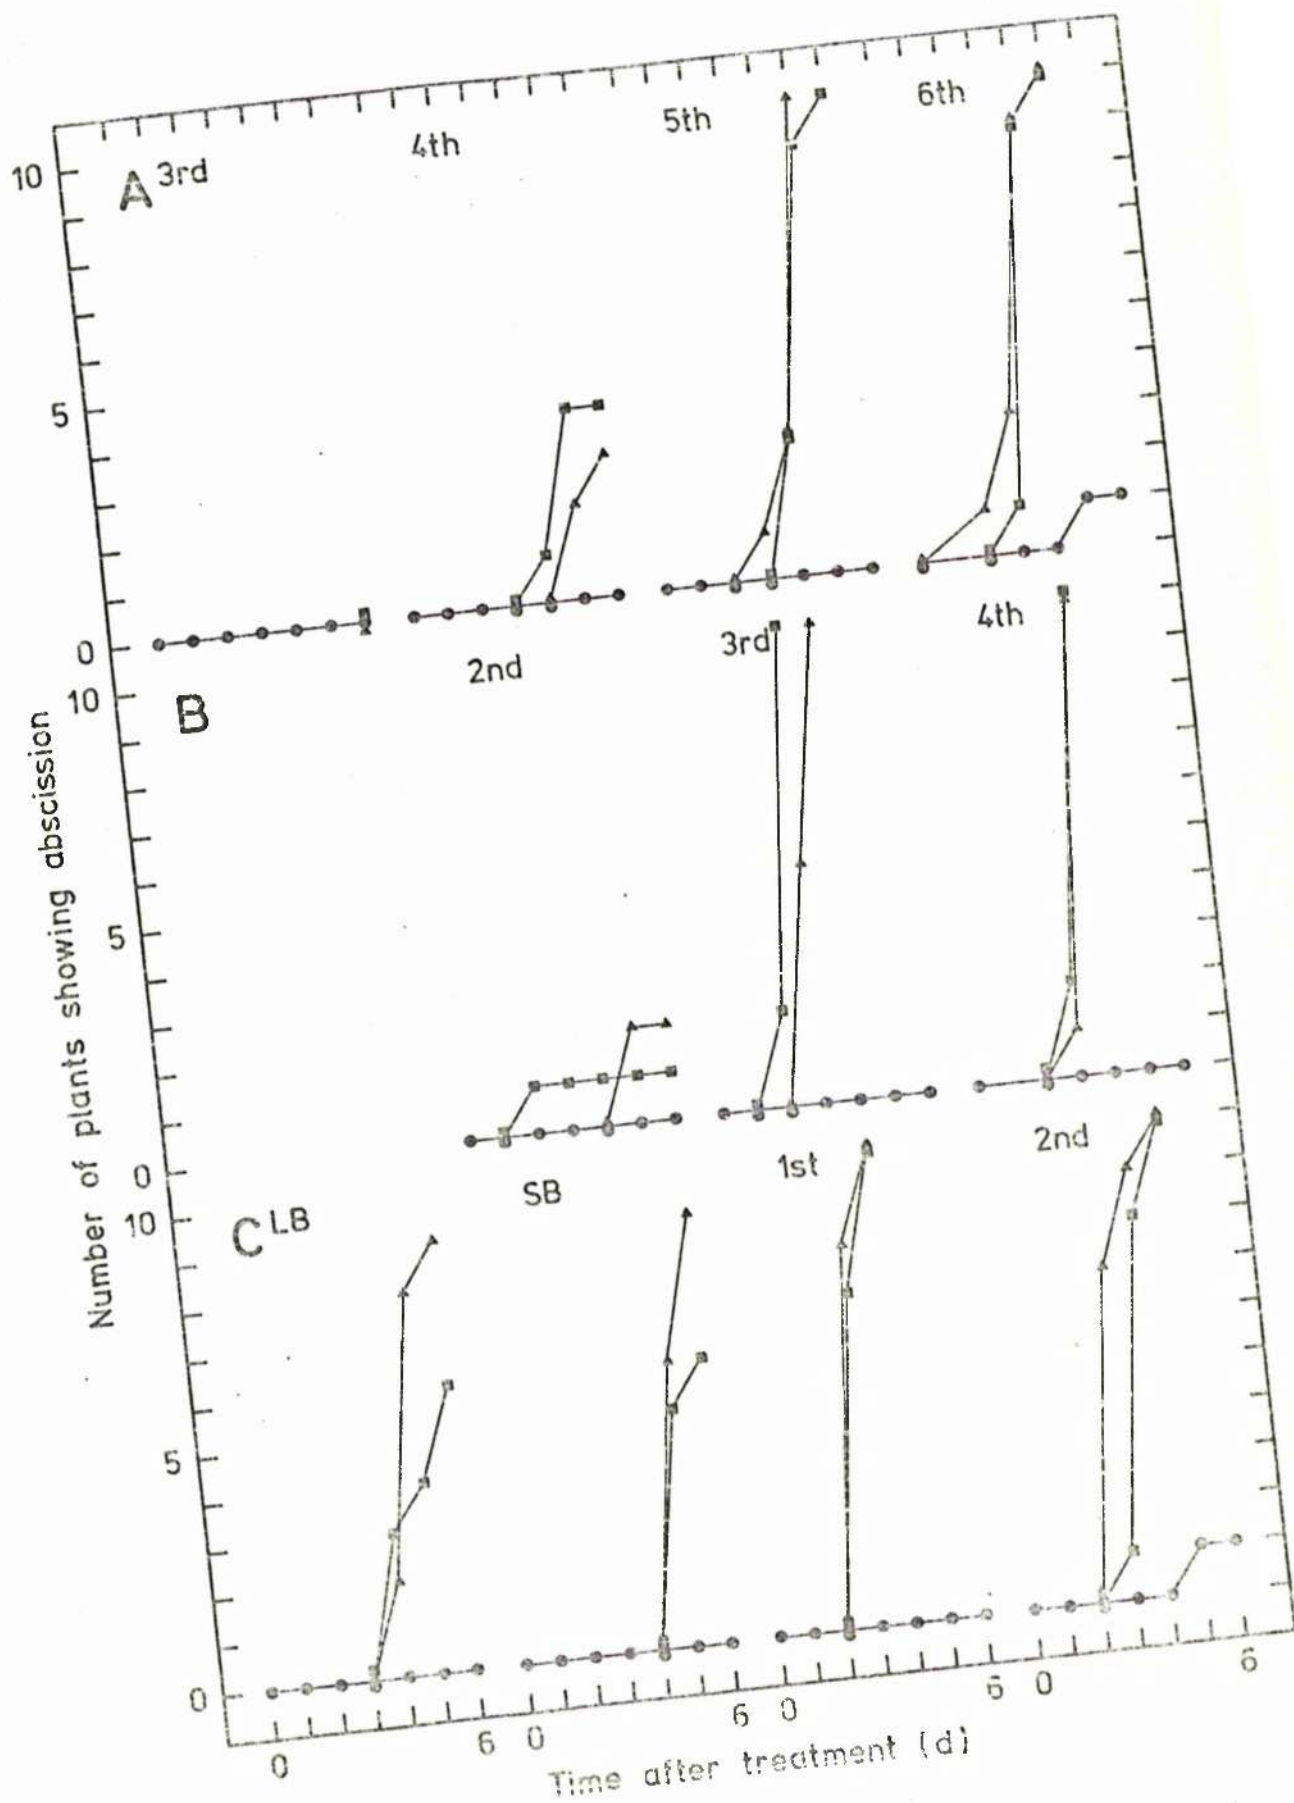 10
A 3rd
4th
5th
6th
5
0
10
B
2nd
3rd
4th
5
0
10
C LB
SB
1st
2nd
5
0
0
6
0
6
0
6
0
6
Time after treatment (d)
Number of plants showing abscission